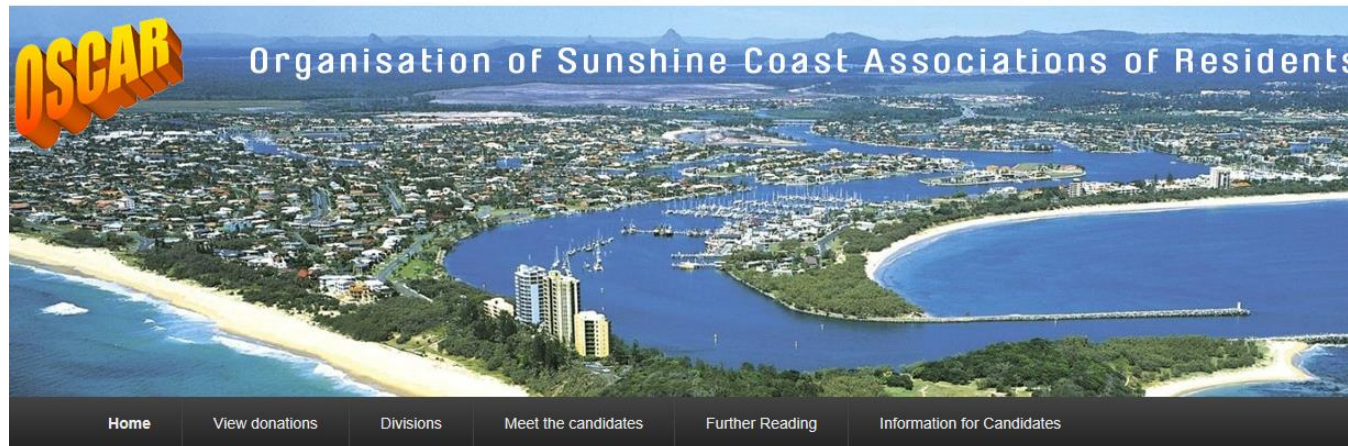 OSCAR
Organisation of Sunshine Coast Associations of Residents
Home View donations Divisions Meet the candidates Further Reading Information for Candidates